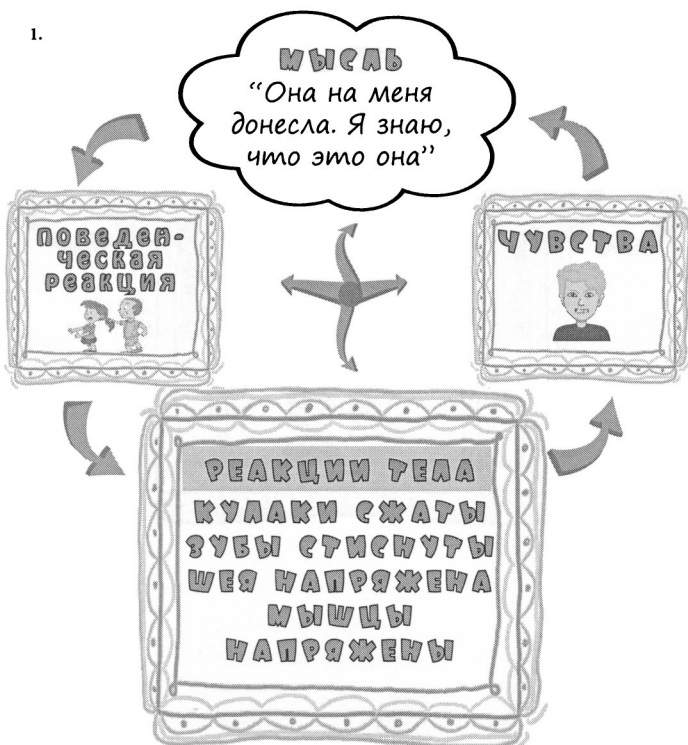 1.
МЫСЛЬ
“Она на меня
донесла. Я знаю,
что это она”
ПОВЕДЕН-
ЧЕСКАЯ
РЕАКЦИЯ
ЧУВСТВА
РЕАКЦИИ ТЕЛА
КУЛАКИ СЖАТЫ
ЗУБЫ СТИСНУТЫ
ШЕЯ НАПРЯЖЕНА
МЫШЦЫ
НАПРЯЖЕНЫ